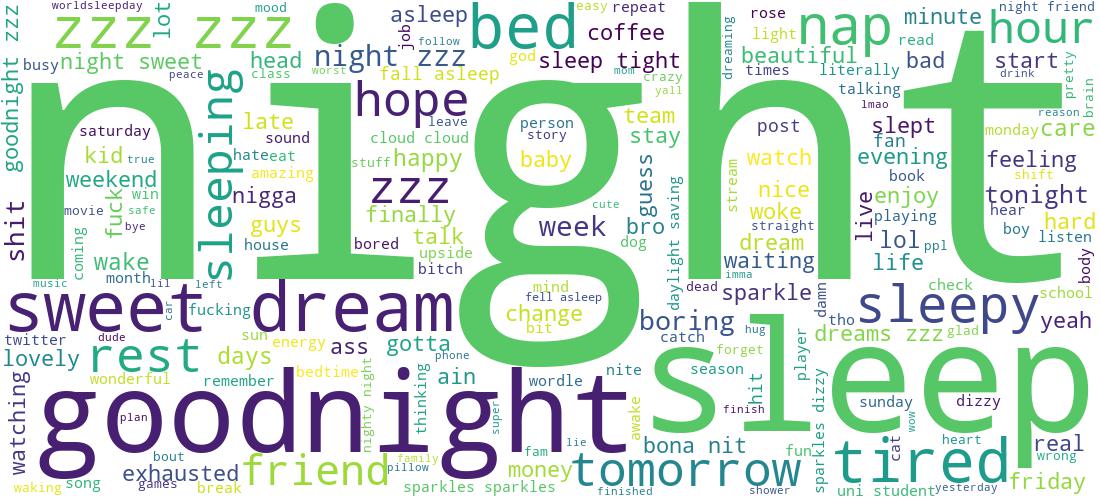 zzz
worldsleepday
zzz zzz
lot
mood
asleep
follow
job
bed
easy
repeat
coffee
rose
light
nap
minute
read
night friend
hour
busy
night sweet
head
night zzz
god
sleep tight
dreaming
beautiful
bad
start
drink
peace
class
worst
fall asleep
mom
crazy
yall
times
literally
talking
pretty
brain
goodnight
night
sleeping
late
sound
hope
leave
person
story
team
stay
post
lmao
slept
fan
reason
monday
care
saturday
kid
true
hate
eat
amazing
cloud cloud
stuff
happy
baby
guess
watch
evening
book
feeling
shift
weekend
win
movie
safe
bye
fuck
nigga
guys
house
zzz
finally
talk
cute
week
bro
dog
stream
nice
woke
straight
dream
live
enjoy
playing
lol
ppl
tonight
hear
boy
hard
listen
shit
coming
wake
month
bored
upside
bitch
daylight saving
waiting
imma
life
body
music
lil
left
sweet dream
car
fucking
mind
fell asleep
change
bit
dead
sparkle
damn
tho
check
sleepy
school
yeah
twitter
dude
lovely
rest
sun
energy
days
ass
gotta
phone
boring
catch
hug
forget
player
dreams zzz
glad
sleep
watching
wonderful
remember
bedtime
nighty night
thinking
ain
wordle
nite
season
hit
finish
sparkles dizzy
sunday
dizzy
wow
goodnight
plan
super
awake
lie
fam
bona nit
fun
cat
heart
real
wrong
bout
exhausted
games
waking
song
break
friend
family
pillow
sparkles sparkles
money
finished
tomorrow
shower
tired
uni student
yesterday
friday